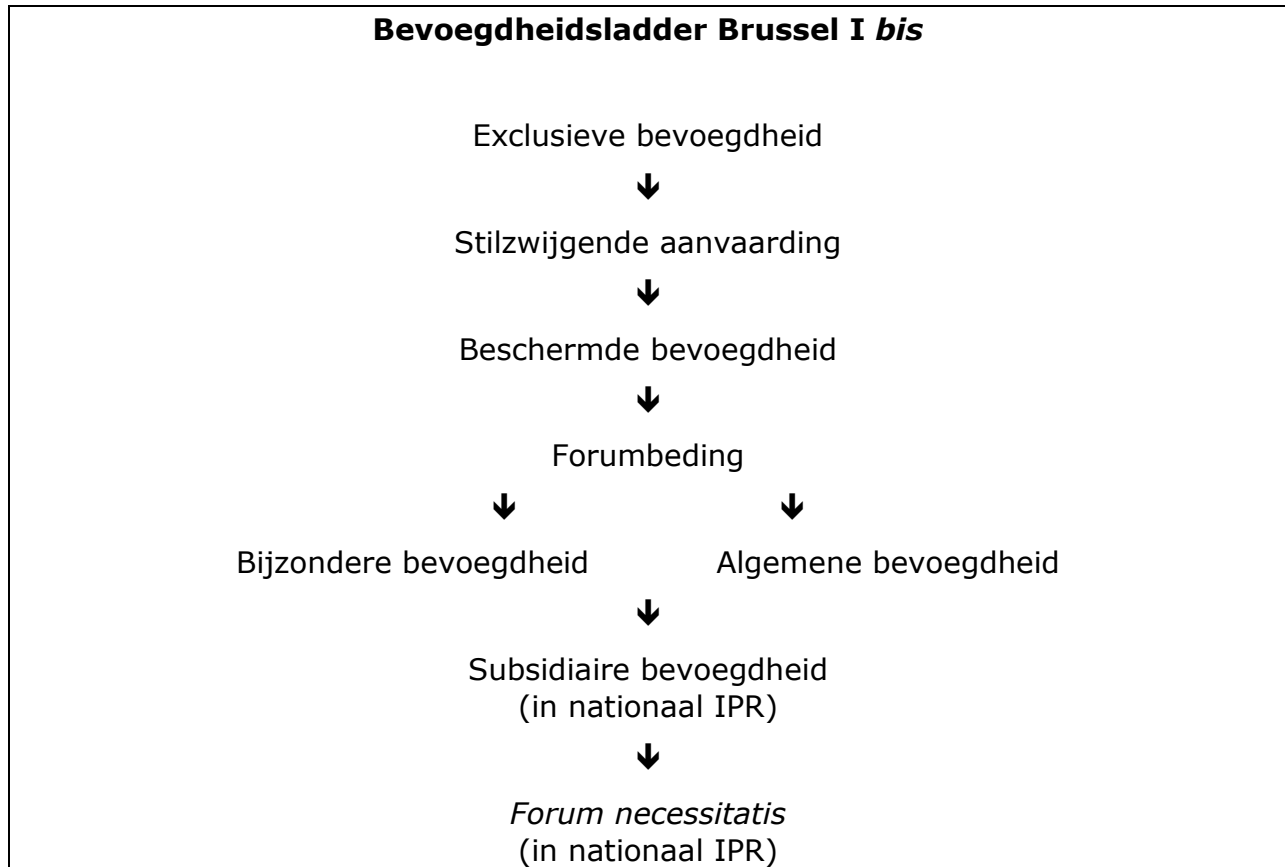 Bevoegdheidsladder Brussel I bis
Exclusieve bevoegdheid
Stilzwijgende aanvaarding
Beschermde bevoegdheid
Forumbeding
Bijzondere bevoegdheid Algemene bevoegdheid
Subsidiaire bevoegdheid
(in nationaal IPR)
Forum necessitatis
(in nationaal IPR)